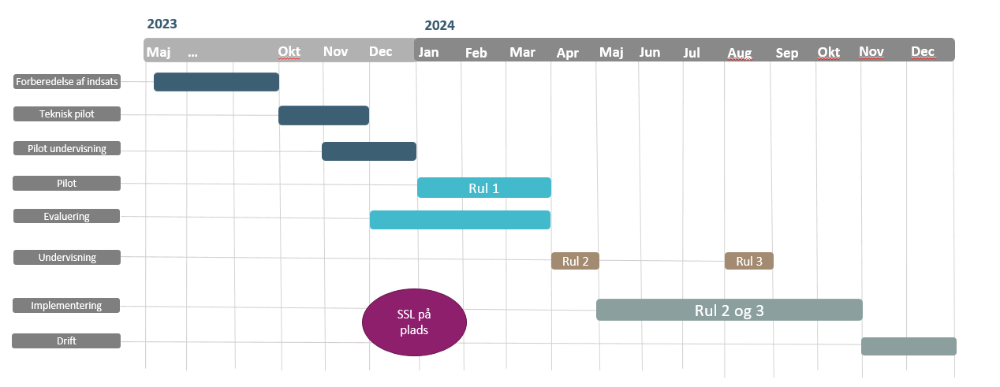 2023
2024
Maj ... Okt Nov Dec Jan Feb Mar Apr Maj Jun Jul Aug Sep Okt Nov Dec
Forberedelse af indsats
Teknisk pilot
Pilot undervisning
Pilot
Rul 1
Evaluering
Undervisning
Rul 2
Rul 3
Implementering
Rul 2 og 3
SSL på
plads
Drift